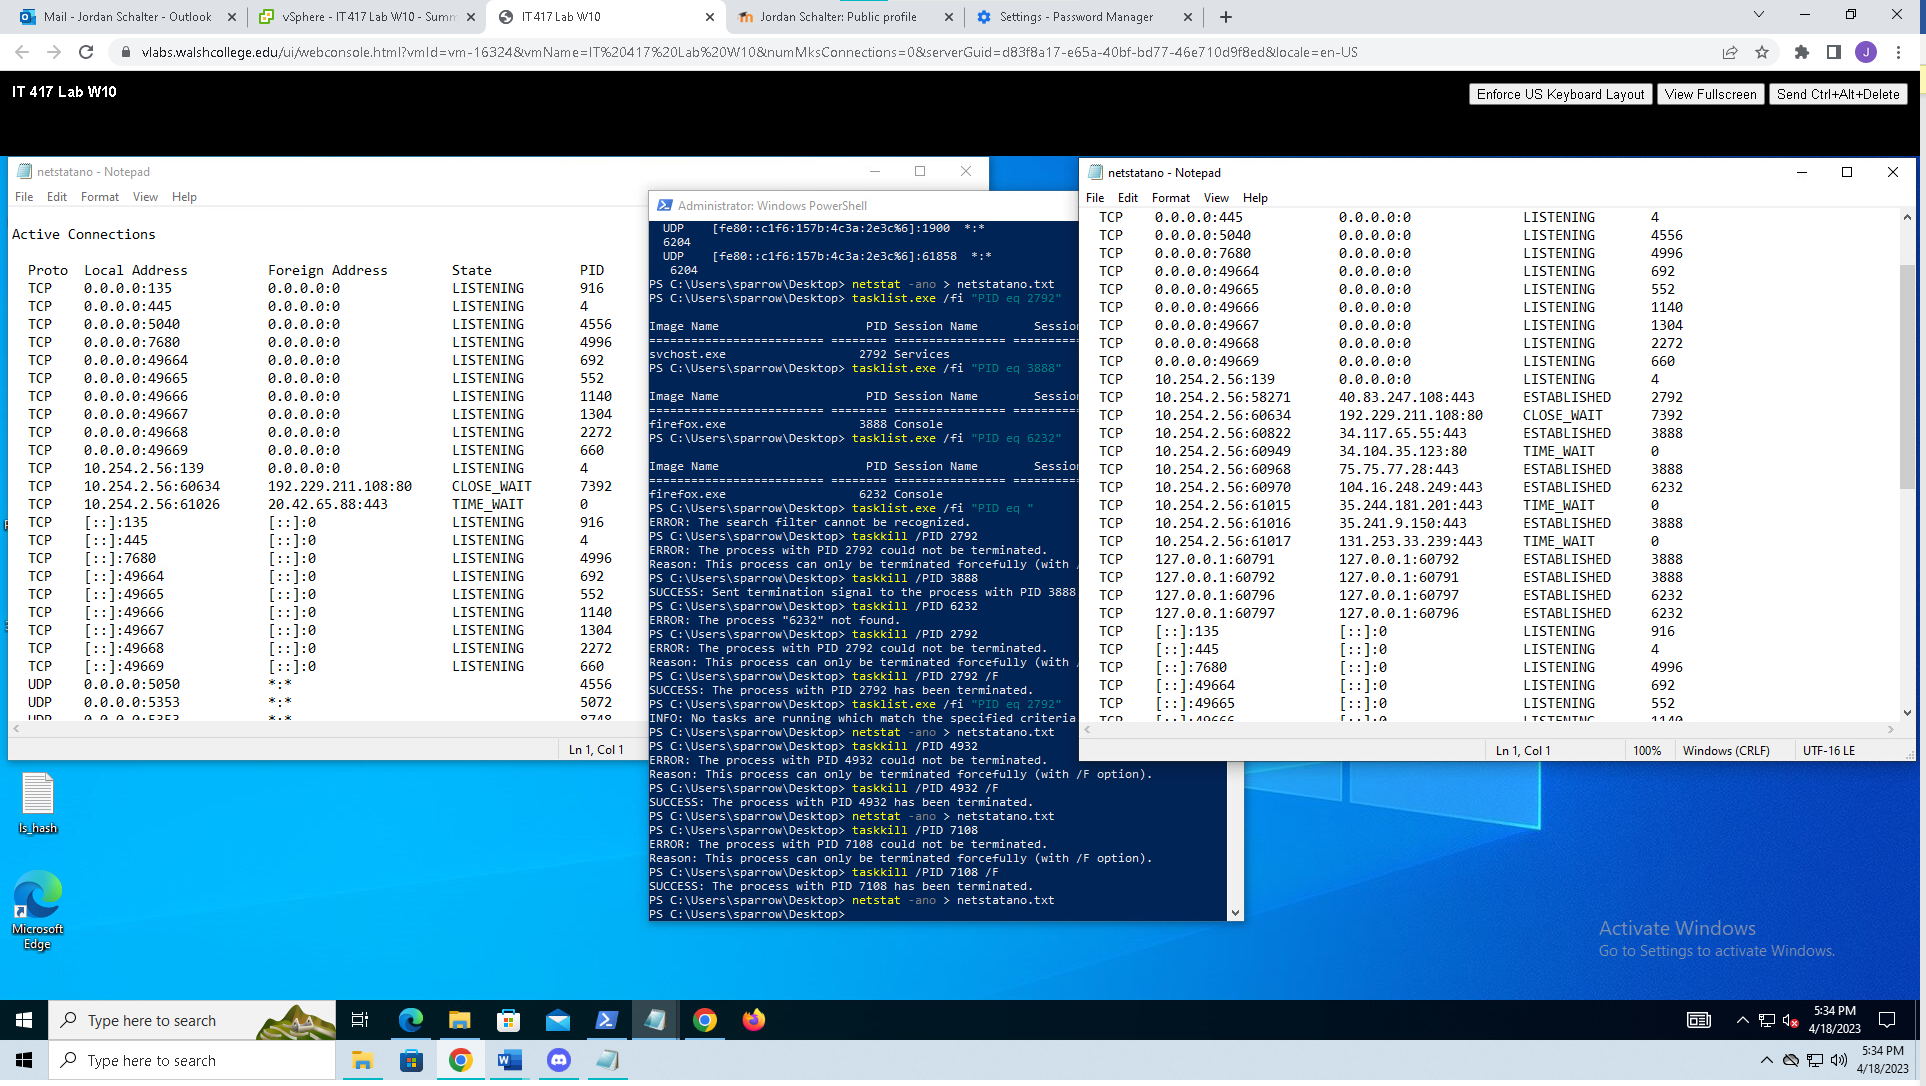 Mail - Jordan Schalter - Outlook
vSphere - IT417 Lab W10 - Summ
IT417 Lab W10
Jordan Schalter: Public profile
Settings - Password Manager
vlabs.walshcollege.edu/ui/webconsole.html?vmId=vm-16324&vmName=IT%20417%20Lab%20W10&numMksConnections=0&serverGuid=d83f8a17-e65a-40bf-bd77-46e710d9f8ed&locale=en-US
J
IT 417 Lab W10
Enforce US Keyboard Layout
View Fullscreen
Send Ctrl+Alt+Delete
netstatano - Notepad
File Edit Format View Help
Active Connections
Proto Local Address Foreign Address State PID
TCP 0.0.0.0:135 0.0.0.0:0 LISTENING 916
TCP 0.0.0.0:445 0.0.0.0:0 LISTENING 4
TCP 0.0.0.0:5040 0.0.0.0:0 LISTENING 4556
TCP 0.0.0.0:7680 0.0.0.0:0 LISTENING 4996
TCP 0.0.0.0:49664 0.0.0.0:0 LISTENING 692
TCP 0.0.0.0:49665 0.0.0.0:0 LISTENING 552
TCP 0.0.0.0:49666 0.0.0.0:0 LISTENING 1140
TCP 0.0.0.0:49667 0.0.0.0:0 LISTENING 1304
TCP 0.0.0.0:49668 0.0.0.0:0 LISTENING 2272
TCP 0.0.0.0:49669 0.0.0.0:0 LISTENING 660
TCP 10.254.2.56:139 0.0.0.0:0 LISTENING 4
TCP 10.254.2.56:60634 192.229.211.108:80 CLOSE_WAIT 7392
TCP 10.254.2.56:61026 20.42.65.88:443 TIME_WAIT 0
TCP [::]:135 [::]:0 LISTENING 916
TCP [::]:445 [::]:0 LISTENING 4
TCP [::]:7680 [::]:0 LISTENING 4996
TCP [::]:49664 [::]:0 LISTENING 692
TCP [::]:49665 [::]:0 LISTENING 552
TCP [::]:49666 [::]:0 LISTENING 1140
TCP [::]:49667 [::]:0 LISTENING 1304
TCP [::]:49668 [::]:0 LISTENING 2272
TCP [::]:49669 [::]:0 LISTENING 660
UDP 0.0.0.0:5050 *:* 4556
UDP 0.0.0.0:5353 *:* 5072
UDP 0.0.0.0:5353 *:* 8748
Ln 1, Col 1
Administrator: Windows PowerShell
UDP [fe80::c1f6:157b:4c3a:2e3c%6]:1900 *:*
6204
UDP [fe80::c1f6:157b:4c3a:2e3c%6]:61858 *:*
6204
PS C:\Users\sparrow\Desktop> netstat -ano > netstatano.txt
PS C:\Users\sparrow\Desktop> tasklist.exe /fi "PID eq 2792"
Image Name PID Session Name Session
========================= ======== ================ =========
svchost.exe 2792 Services
PS C:\Users\sparrow\Desktop> tasklist.exe /fi "PID eq 3888"
Image Name PID Session Name Session
========================= ======== ================ =========
firefox.exe 3888 Console
PS C:\Users\sparrow\Desktop> tasklist.exe /fi "PID eq 6232"
Image Name PID Session Name Session
========================= ======== ================ =========
firefox.exe 6232 Console
PS C:\Users\sparrow\Desktop> tasklist.exe /fi "PID eq "
ERROR: The search filter cannot be recognized.
PS C:\Users\sparrow\Desktop> taskkill /PID 2792
ERROR: The process with PID 2792 could not be terminated.
Reason: This process can only be terminated forcefully (with /
PS C:\Users\sparrow\Desktop> taskkill /PID 3888
SUCCESS: Sent termination signal to the process with PID 3888
PS C:\Users\sparrow\Desktop> taskkill /PID 6232
ERROR: The process "6232" not found.
PS C:\Users\sparrow\Desktop> taskkill /PID 2792
ERROR: The process with PID 2792 could not be terminated.
Reason: This process can only be terminated forcefully (with /
PS C:\Users\sparrow\Desktop> taskkill /PID 2792 /F
SUCCESS: The process with PID 2792 has been terminated.
PS C:\Users\sparrow\Desktop> tasklist.exe /fi "PID eq 2792"
INFO: No tasks are running which match the specified criteria
PS C:\Users\sparrow\Desktop> netstat -ano > netstatano.txt
PS C:\Users\sparrow\Desktop> taskkill /PID 4932
ERROR: The process with PID 4932 could not be terminated.
Reason: This process can only be terminated forcefully (with /F option).
PS C:\Users\sparrow\Desktop> taskkill /PID 4932 /F
SUCCESS: The process with PID 4932 has been terminated.
PS C:\Users\sparrow\Desktop> netstat -ano > netstatano.txt
PS C:\Users\sparrow\Desktop> taskkill /PID 7108
ERROR: The process with PID 7108 could not be terminated.
Reason: This process can only be terminated forcefully (with /F option).
PS C:\Users\sparrow\Desktop> taskkill /PID 7108 /F
SUCCESS: The process with PID 7108 has been terminated.
PS C:\Users\sparrow\Desktop> netstat -ano > netstatano.txt
PS C:\Users\sparrow\Desktop>
netstatano - Notepad
File Edit Format View Help
TCP 0.0.0.0:445 0.0.0.0:0 LISTENING 4
TCP 0.0.0.0:5040 0.0.0.0:0 LISTENING 4556
TCP 0.0.0.0:7680 0.0.0.0:0 LISTENING 4996
TCP 0.0.0.0:49664 0.0.0.0:0 LISTENING 692
TCP 0.0.0.0:49665 0.0.0.0:0 LISTENING 552
TCP 0.0.0.0:49666 0.0.0.0:0 LISTENING 1140
TCP 0.0.0.0:49667 0.0.0.0:0 LISTENING 1304
TCP 0.0.0.0:49668 0.0.0.0:0 LISTENING 2272
TCP 0.0.0.0:49669 0.0.0.0:0 LISTENING 660
TCP 10.254.2.56:139 0.0.0.0:0 LISTENING 4
TCP 10.254.2.56:58271 40.83.247.108:443 ESTABLISHED 2792
TCP 10.254.2.56:60634 192.229.211.108:80 CLOSE_WAIT 7392
TCP 10.254.2.56:60822 34.117.65.55:443 ESTABLISHED 3888
TCP 10.254.2.56:60949 34.104.35.123:80 TIME_WAIT 0
TCP 10.254.2.56:60968 75.75.77.28:443 ESTABLISHED 3888
TCP 10.254.2.56:60970 104.16.248.249:443 ESTABLISHED 6232
TCP 10.254.2.56:61015 35.244.181.201:443 TIME_WAIT 0
TCP 10.254.2.56:61016 35.241.9.150:443 ESTABLISHED 3888
TCP 10.254.2.56:61017 131.253.33.239:443 TIME_WAIT 0
TCP 127.0.0.1:60791 127.0.0.1:60792 ESTABLISHED 3888
TCP 127.0.0.1:60792 127.0.0.1:60791 ESTABLISHED 3888
TCP 127.0.0.1:60796 127.0.0.1:60797 ESTABLISHED 6232
TCP 127.0.0.1:60797 127.0.0.1:60796 ESTABLISHED 6232
TCP [::]:135 [::]:0 LISTENING 916
TCP [::]:445 [::]:0 LISTENING 4
TCP [::]:7680 [::]:0 LISTENING 4996
TCP [::]:49664 [::]:0 LISTENING 692
TCP [::]:49665 [::]:0 LISTENING 552
TCP [::]:49666 [::]:0 LISTENING 1140
Ln 1, Col 1 100% Windows (CRLF) UTF-16 LE
ls_hash
Microsoft
Edge
Activate Windows
Go to Settings to activate Windows.
Type here to search
5:34 PM
4/18/2023
Type here to search
5:34 PM
4/18/2023